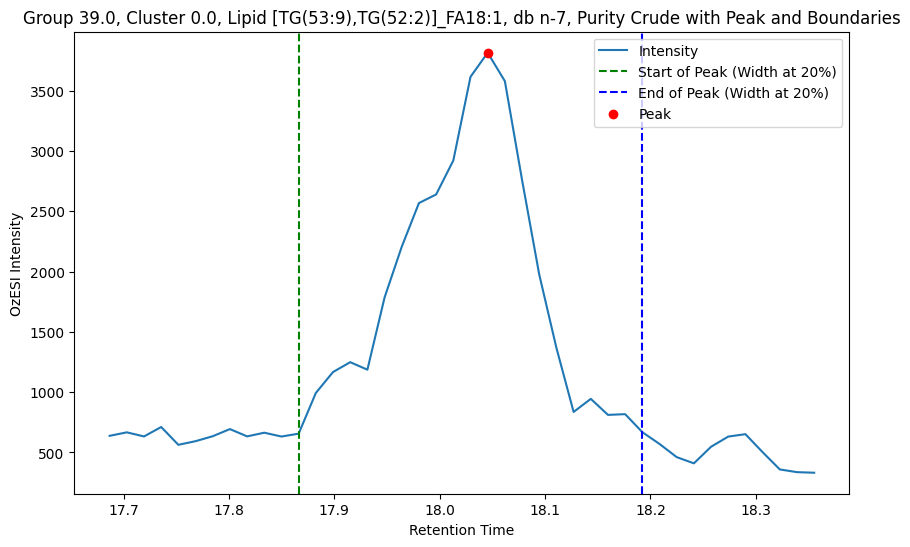 Group 39.0, Cluster 0.0, Lipid [TG(53:9),TG(52:2)]_FA18:1, db n-7, Purity Crude with Peak and Boundaries
Intensity
Start of Peak (Width at 20%)
End of Peak (Width at 20%)
Peak
OzESI Intensity
3500
3000
2500
2000
1500
1000
500
17.7 17.8 17.9 18.0 18.1 18.2 18.3
Retention Time